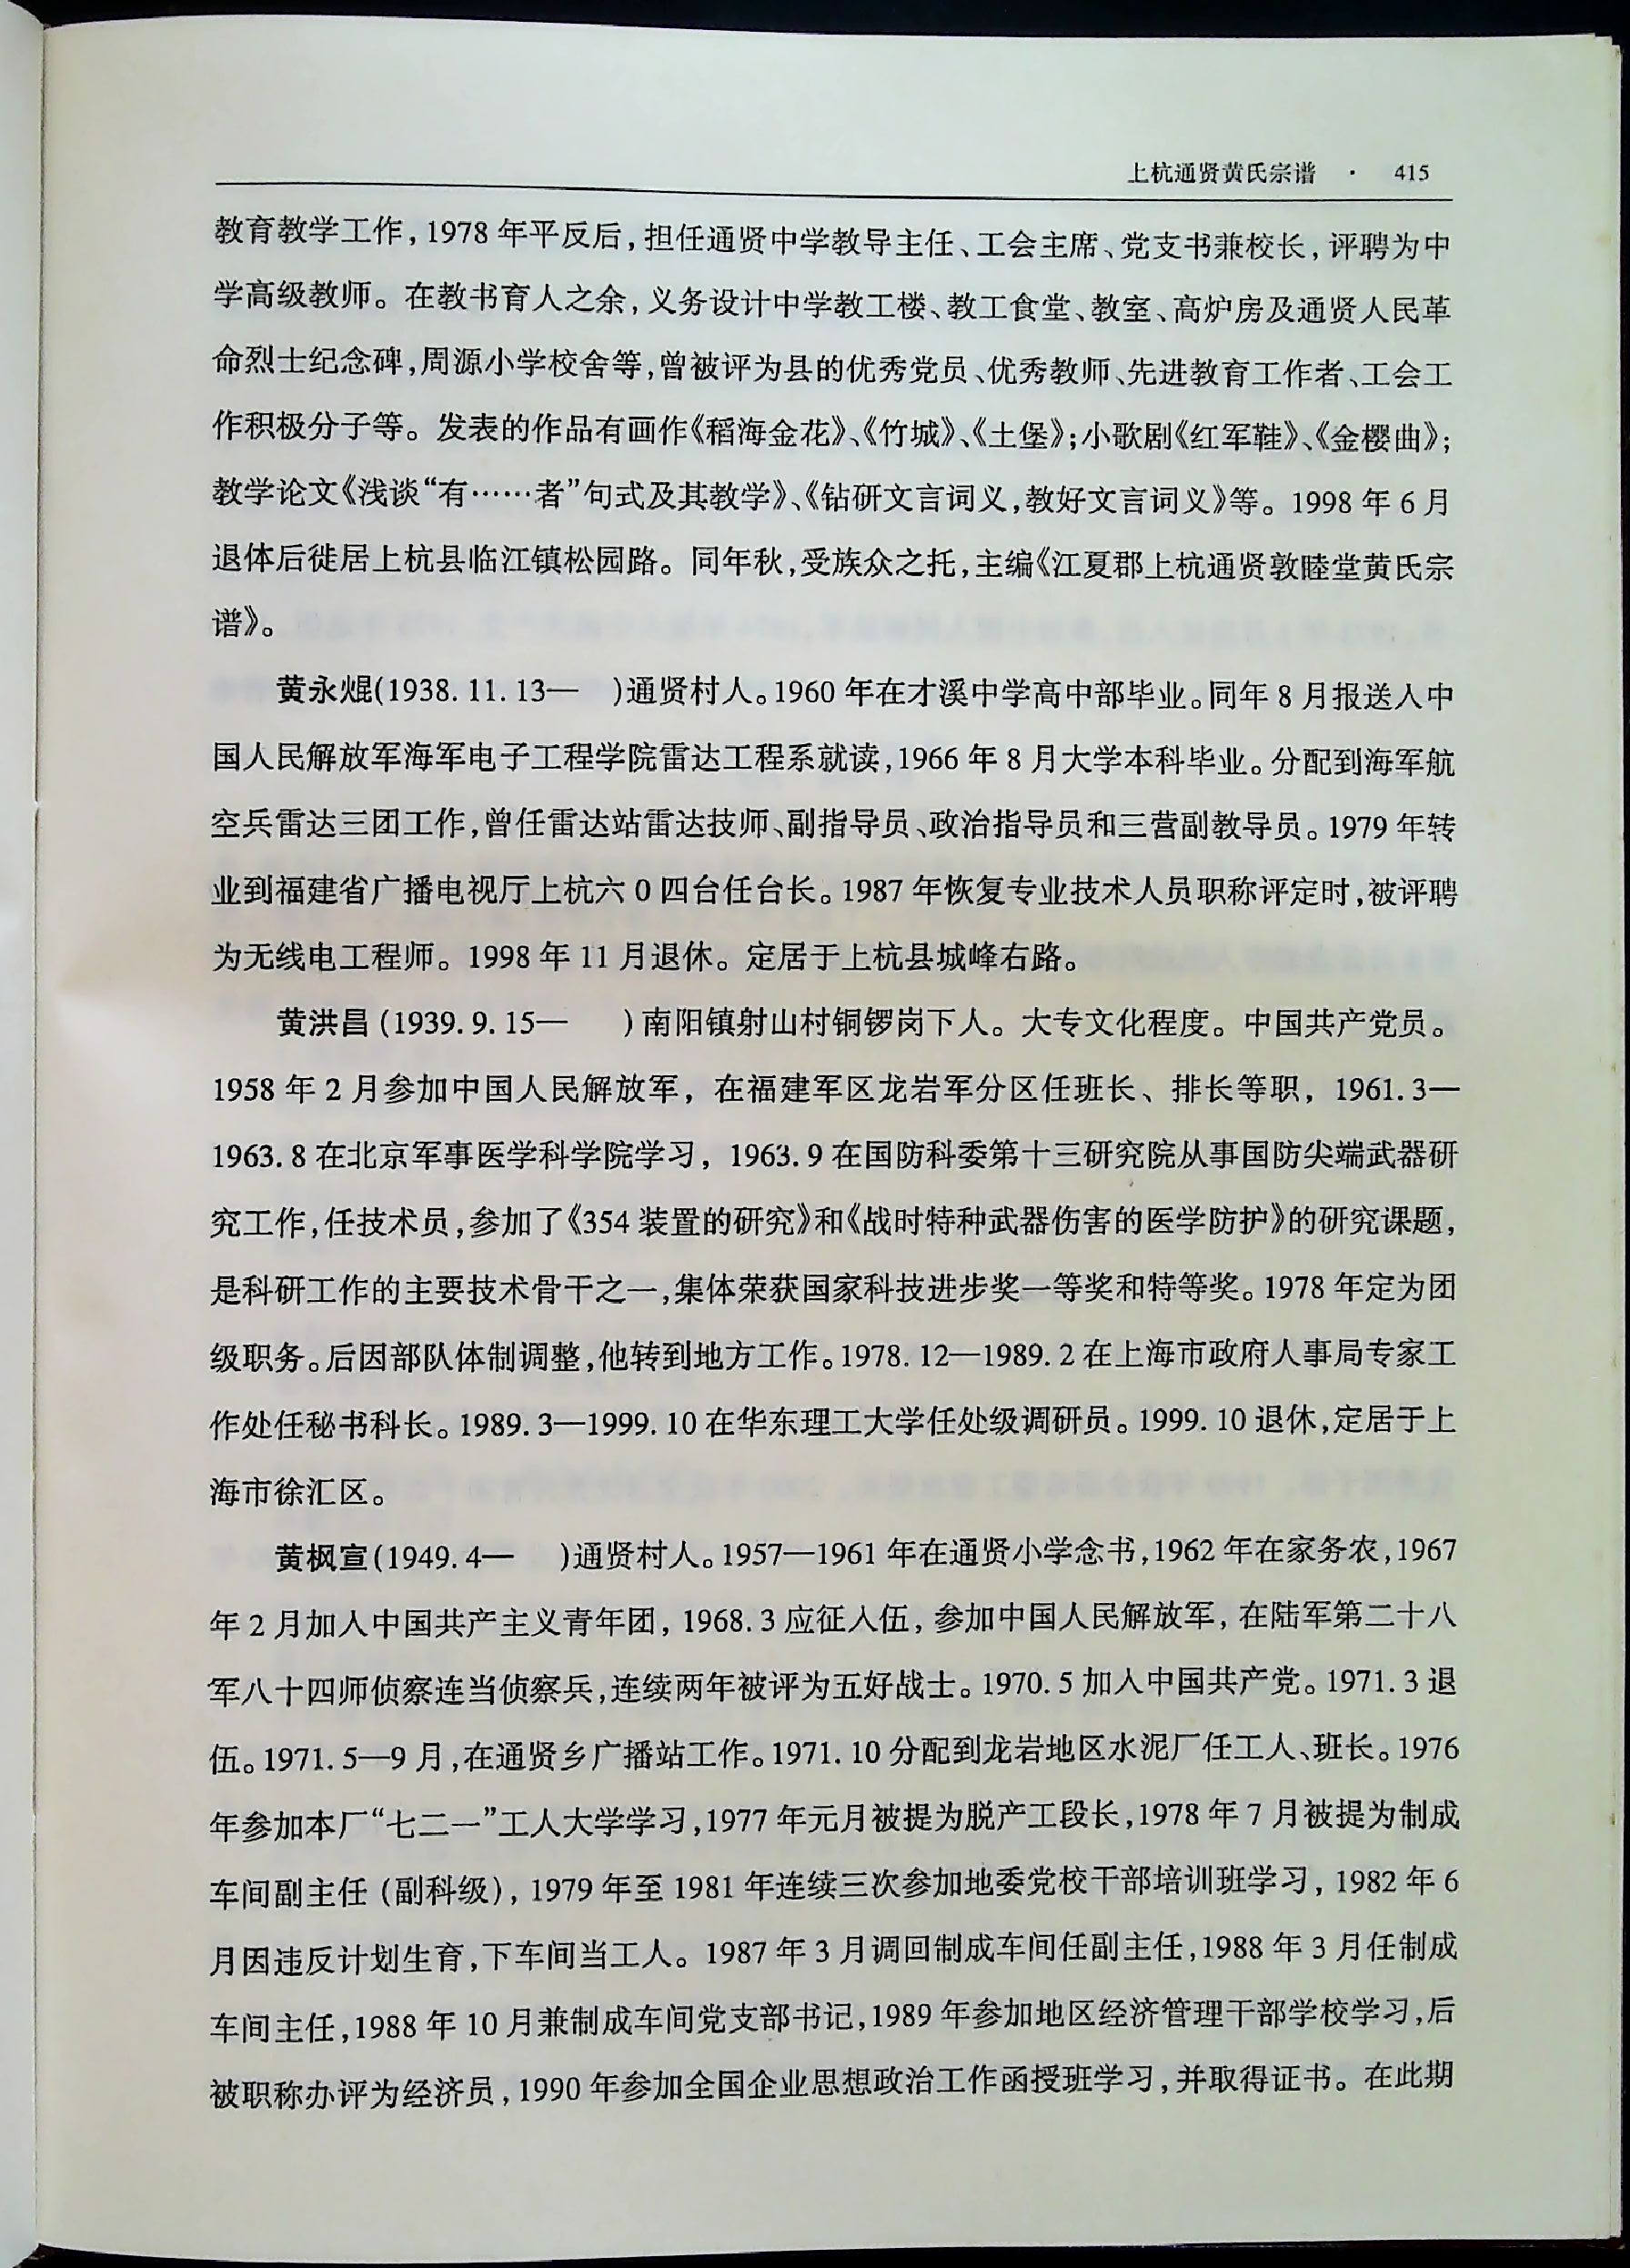 上杭通贤黄氏宗谱 · 415
教育教学工作,1978 年平反后,担任通贤中学教导主任、工会主席、党支书兼校长,评聘为中
学高级教师。在教书育人之余,义务设计中学教工楼、教工食堂、教室、高炉房及通贤人民革
命烈士纪念碑,周源小学校舍等,曾被评为县的优秀党员、优秀教师、先进教育工作者、工会工
作积极分子等。发表的作品有画作《稻海金花》、《竹城》、《土堡》;小歌剧《红军鞋》、《金樱曲》;
教学论文《浅谈“有……者”句式及其教学》、《钻研文言词义,教好文言词义》等。1998 年 6 月
退体后徙居上杭县临江镇松园路。同年秋,受族众之托,主编《江夏郡上杭通贤敦睦堂黄氏宗
谱》。
黄永焜(1938.11.13— )通贤村人。1960 年在才溪中学高中部毕业。同年 8 月报送入中
国人民解放军海军电子工程学院雷达工程系就读,1966 年 8 月大学本科毕业。分配到海军航
空兵雷达三团工作,曾任雷达站雷达技师、副指导员、政治指导员和三营副教导员。1979 年转
业到福建省广播电视厅上杭六 0 四台任台长。1987 年恢复专业技术人员职称评定时,被评聘
为无线电工程师。1998 年 11 月退休。定居于上杭县城峰右路。
黄洪昌(1939.9.15— )南阳镇射山村铜锣岗下人。大专文化程度。中国共产党员。
1958 年 2 月参加中国人民解放军,在福建军区龙岩军分区任班长、排长等职,1961.3—
1963.8 在北京军事医学科学院学习,1963.9 在国防科委第十三研究院从事国防尖端武器研
究工作,任技术员,参加了《354 装置的研究》和《战时特种武器伤害的医学防护》的研究课题,
是科研工作的主要技术骨干之一,集体荣获国家科技进步奖一等奖和特等奖。1978 年定为团
级职务。后因部队体制调整,他转到地方工作。1978.12—1989.2 在上海市政府人事局专家工
作处任秘书科长。1989.3—1999.10 在华东理工大学任处级调研员。1999.10 退休,定居于上
海市徐汇区。
黄枫宣(1949.4— )通贤村人。1957—1961 年在通贤小学念书,1962 年在家务农,1967
年 2 月加入中国共产主义青年团,1968.3 应征入伍,参加中国人民解放军,在陆军第二十八
军八十四师侦察连当侦察兵,连续两年被评为五好战士。1970.5 加入中国共产党。1971.3 退
伍。1971.5—9 月,在通贤乡广播站工作。1971.10 分配到龙岩地区水泥厂任工人、班长。1976
年参加本厂“七二一”工人大学学习,1977 年元月被提为脱产工段长,1978 年 7 月被提为制成
车间副主任(副科级),1979 年至 1981 年连续三次参加地委党校干部培训班学习,1982 年 6
月因违反计划生育,下车间当工人。1987 年 3 月调回制成车间任副主任,1988 年 3 月任制成
车间主任,1988 年 10 月兼制成车间党支部书记,1989 年参加地区经济管理干部学校学习,后
被职称办评为经济员,1990 年参加全国企业思想政治工作函授班学习,并取得证书。在此期